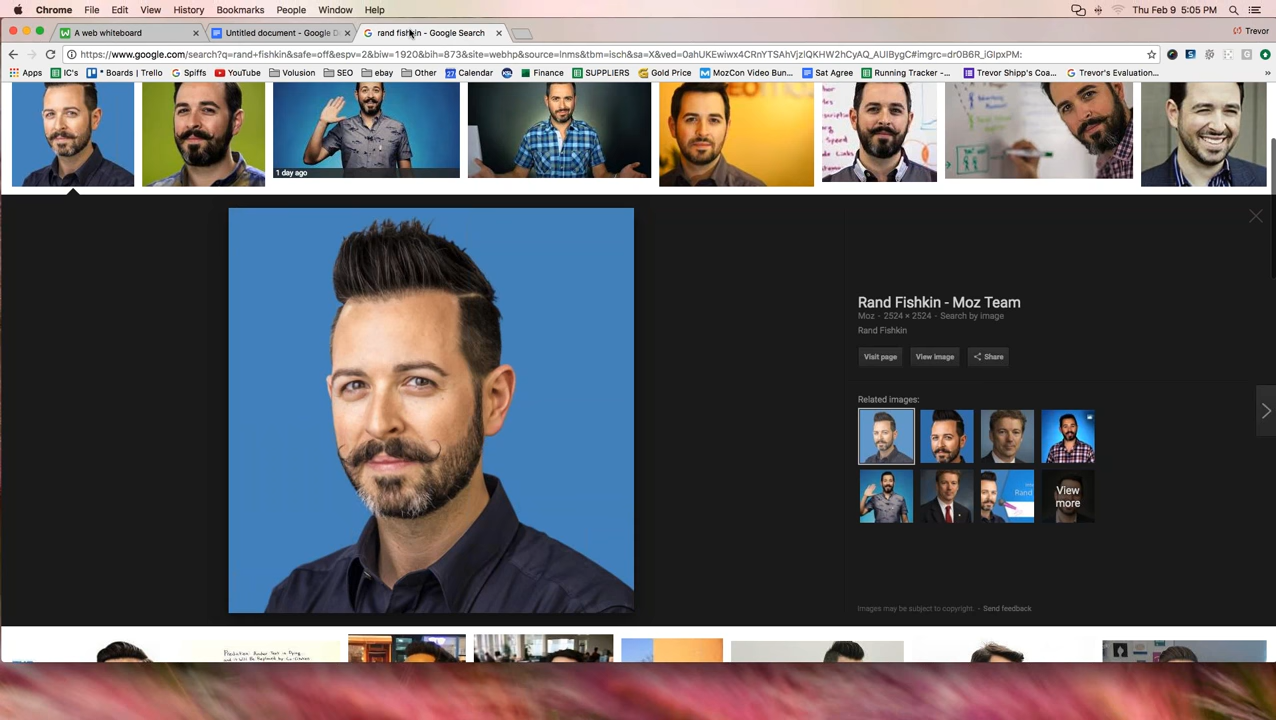 Chrome File Edit View History Bookmarks People Window Help
Thu Feb 9 5:05 PM
A web whiteboard
Untitled document - Google D
rand fishkin - Google Search
Trevor
https://www.google.com/search?q=rand+fishkin&safe=off&espv=2&biw=1920&bih=873&site=webhp&source=lnms&tbm=isch&sa=X&ved=0ahUKEwiwx4CRnYTSAhVjzlQKHW2hCyAQ_AUIBygC#imgrc=dr0B6R_iGIpxPM:
Apps IC's * Boards | Trello Spiffs YouTube Volusion SEO ebay Other Calendar Finance SUPPLIERS Gold Price MozCon Video Bun... Sat Agree Running Tracker -... Trevor Shipp's Coa... Trevor's Evaluation... »
1 day ago
Rand Fishkin - Moz Team
Moz - 2524 × 2524 - Search by image
Rand Fishkin
Visit page View image Share
Related images:
Rand
View
more
Images may be subject to copyright. - Send feedback